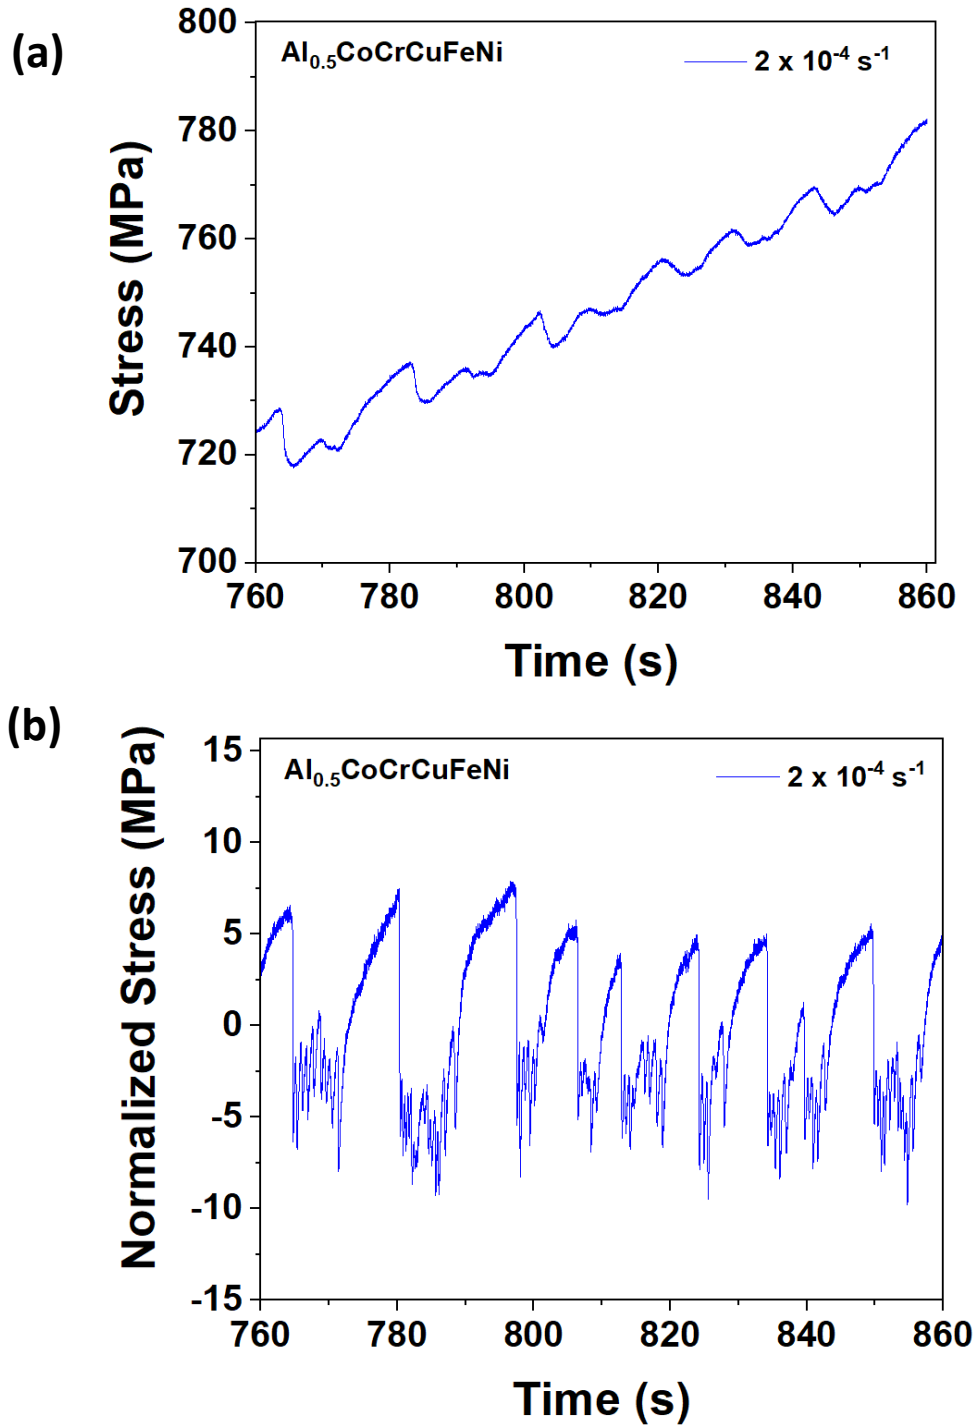 (a)
Al0.5CoCrCuFeNi
2 x 10-4 s-1
Stress (MPa)
800
780
760
740
720
700
760 780 800 820 840 860
Time (s)
(b)
Al0.5CoCrCuFeNi
2 x 10-4 s-1
Normalized Stress (MPa)
15
10
5
0
-5
-10
-15
760 780 800 820 840 860
Time (s)